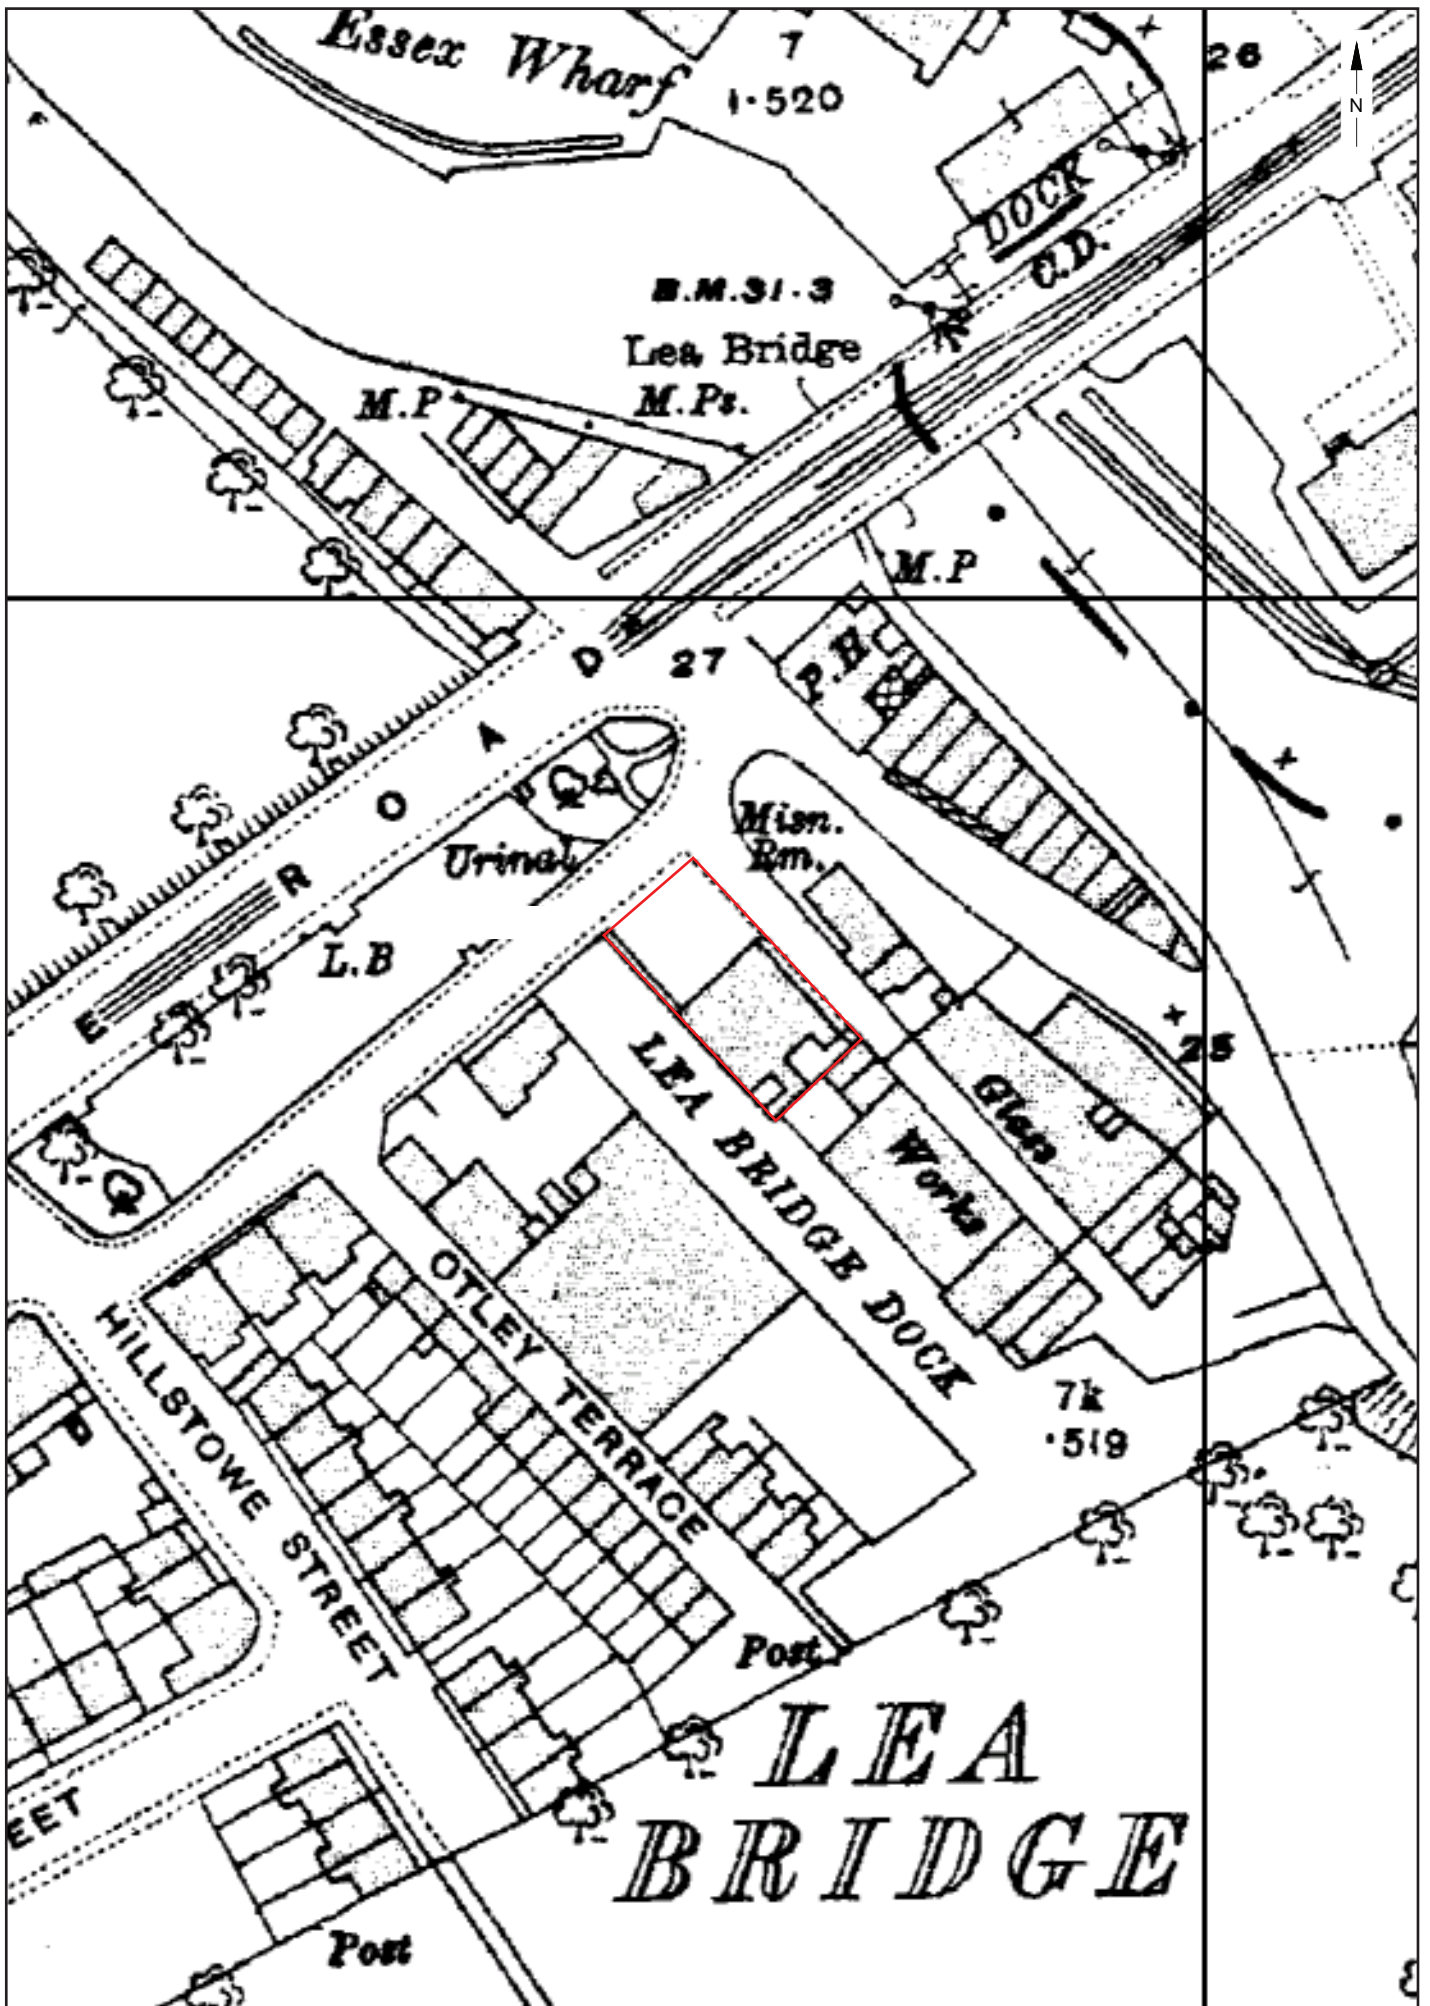 Essex Wharf
7
1·520
26
N
DOCK
C.D.
B.M.31·3
Lea Bridge
M.P.
M.Ps.
M.P
27
P.H
R O A D
Misn.
Rm.
Urinal
L.B
E
25
LEA BRIDGE DOCK
Glass
Works
OTLEY TERRACE
HILLSTOWE STREET
7k
·519
Post
LEA
BRIDGE
EET
Post